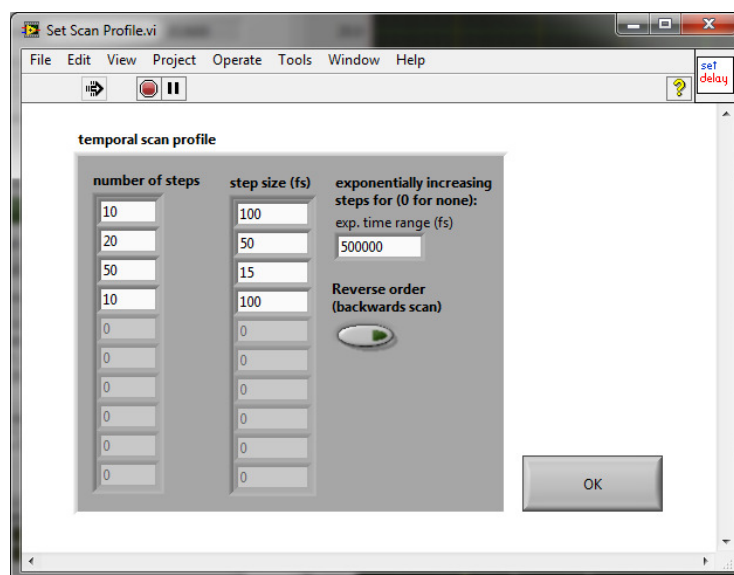 Set Scan Profile.vi
File Edit View Project Operate Tools Window Help
set
delay
temporal scan profile
number of steps step size (fs) exponentially increasing
steps for (0 for none):
exp. time range (fs)
10 100
500000
20 50
50 15
Reverse order
(backwards scan)
10 100
0 0
0 0
0 0
0 0
0 0
0 0
OK